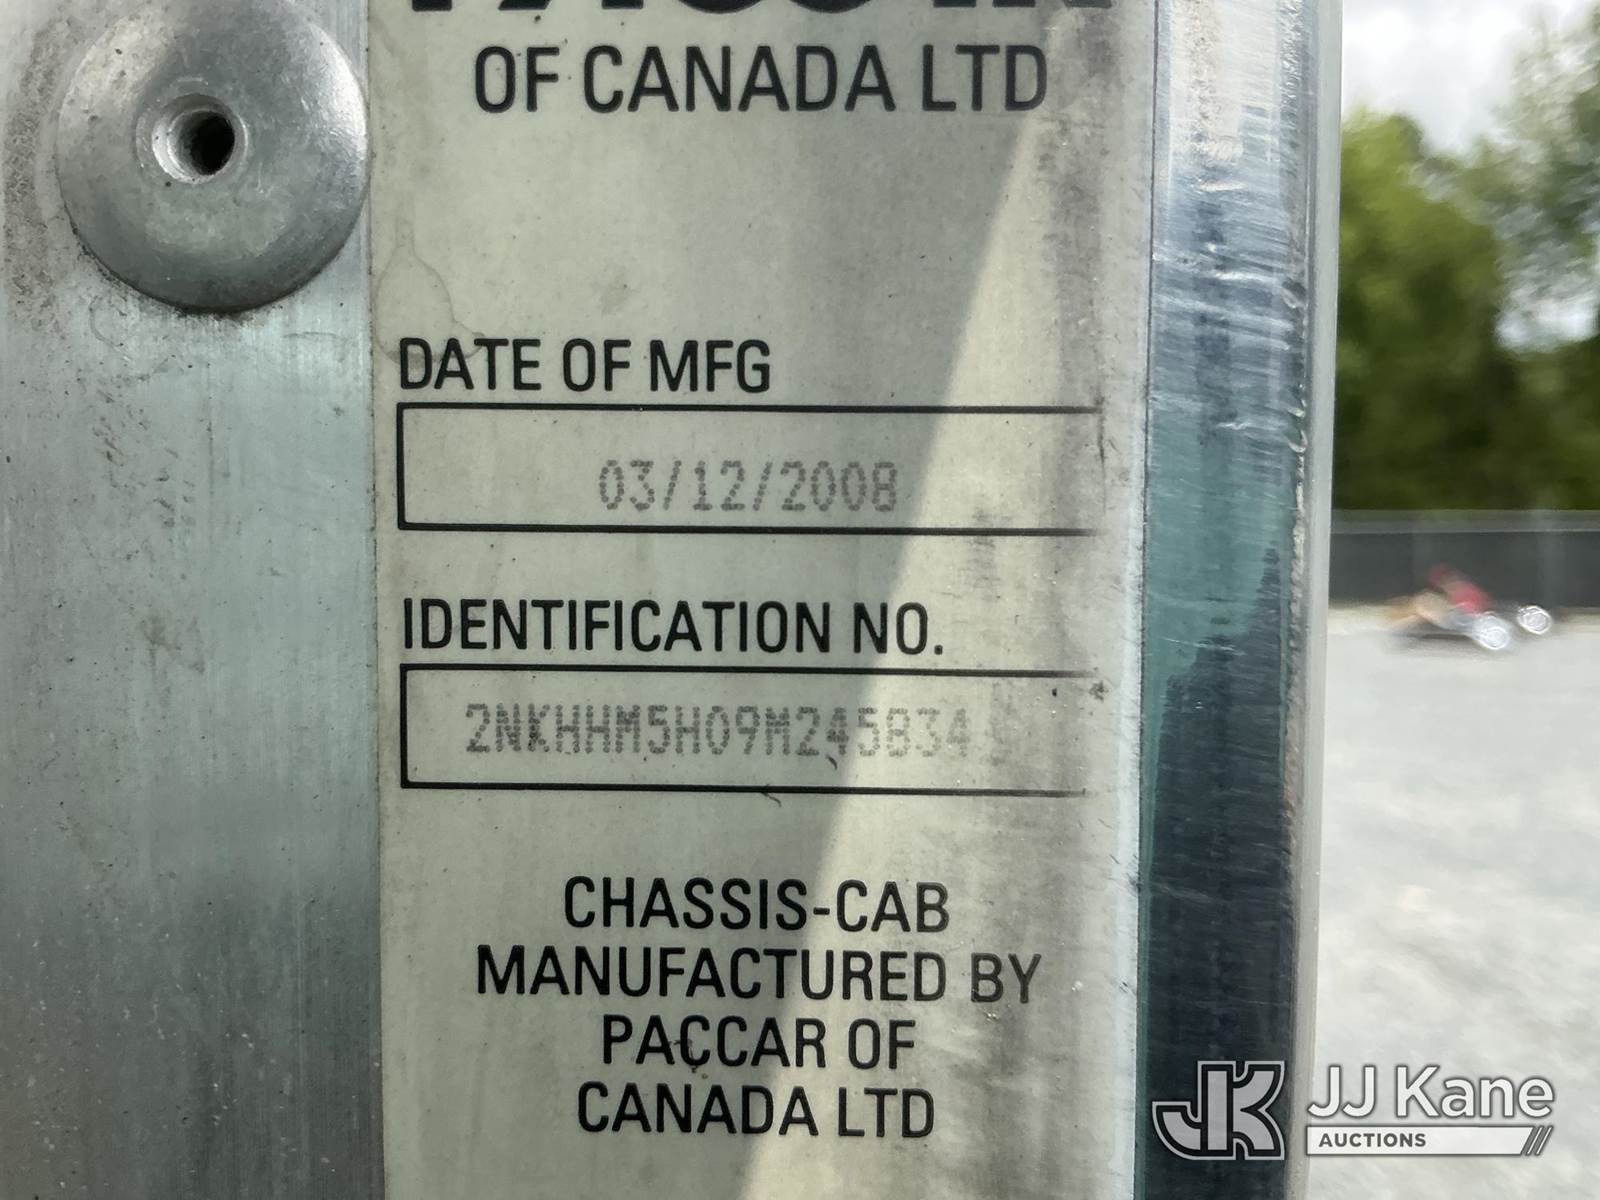 OF CANADA LTD
DATE OF MFG
03/12/2008
IDENTIFICATION NO.
2NKHHM5H09M245834
CHASSIS-CAB
MANUFACTURED BY
PACCAR OF
CANADA LTD
JK JJ Kane
AUCTIONS